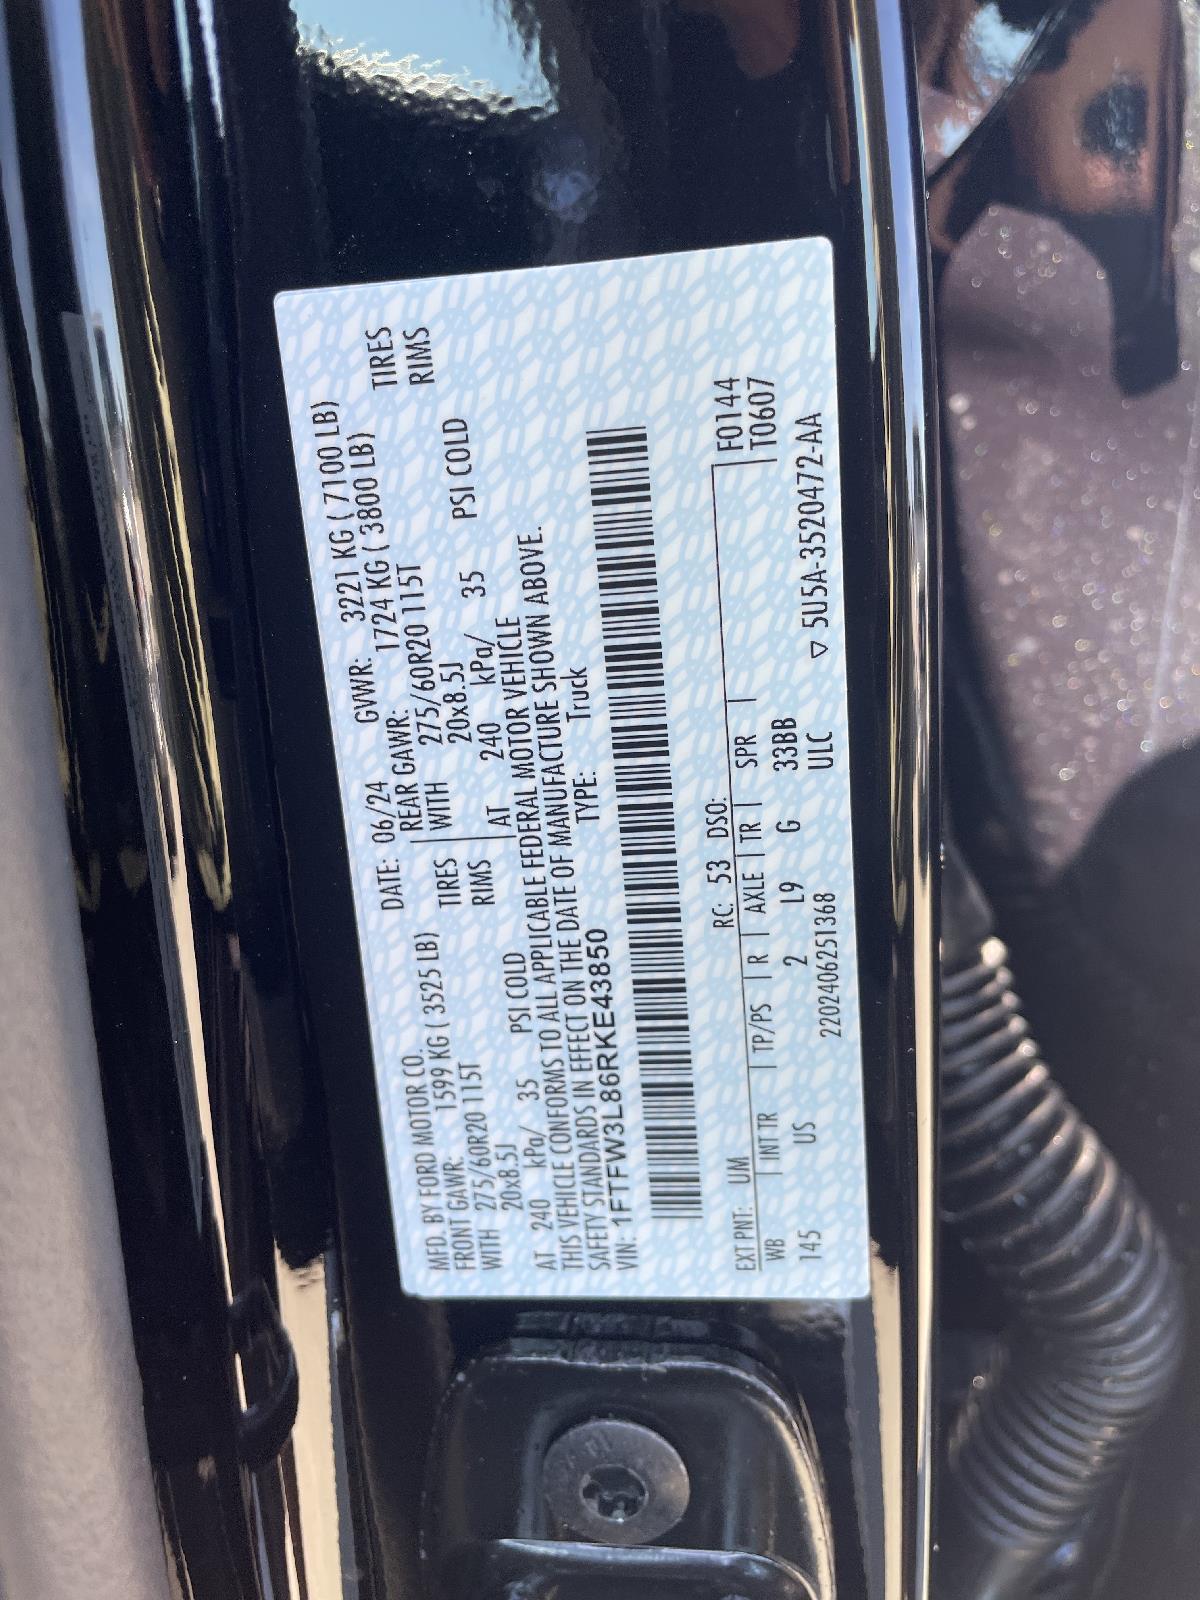 MFD. BY FORD MOTOR CO. DATE: 06/24 GVWR: 3221 KG ( 7100 LB)
FRONT GAWR: 1599 KG ( 3525 LB) REAR GAWR: 1724 KG ( 3800 LB)
WITH 275/60R20 115T TIRES WITH 275/60R20 115T TIRES
20x8.5J RIMS 20x8.5J RIMS
AT 240 kPa/ 35 PSI COLD AT 240 kPa/ 35 PSI COLD
THIS VEHICLE CONFORMS TO ALL APPLICABLE FEDERAL MOTOR VEHICLE
SAFETY STANDARDS IN EFFECT ON THE DATE OF MANUFACTURE SHOWN ABOVE.
VIN: 1FTFW3L86RKE43850 TYPE: Truck
EXT PNT: UM RC: 53 DSO: F0144
WB INT TR TP/PS R AXLE TR SPR T0607
145 US 2 L9 G 33BB
2202406251368 ULC ▽ 5U5A-3520472-AA